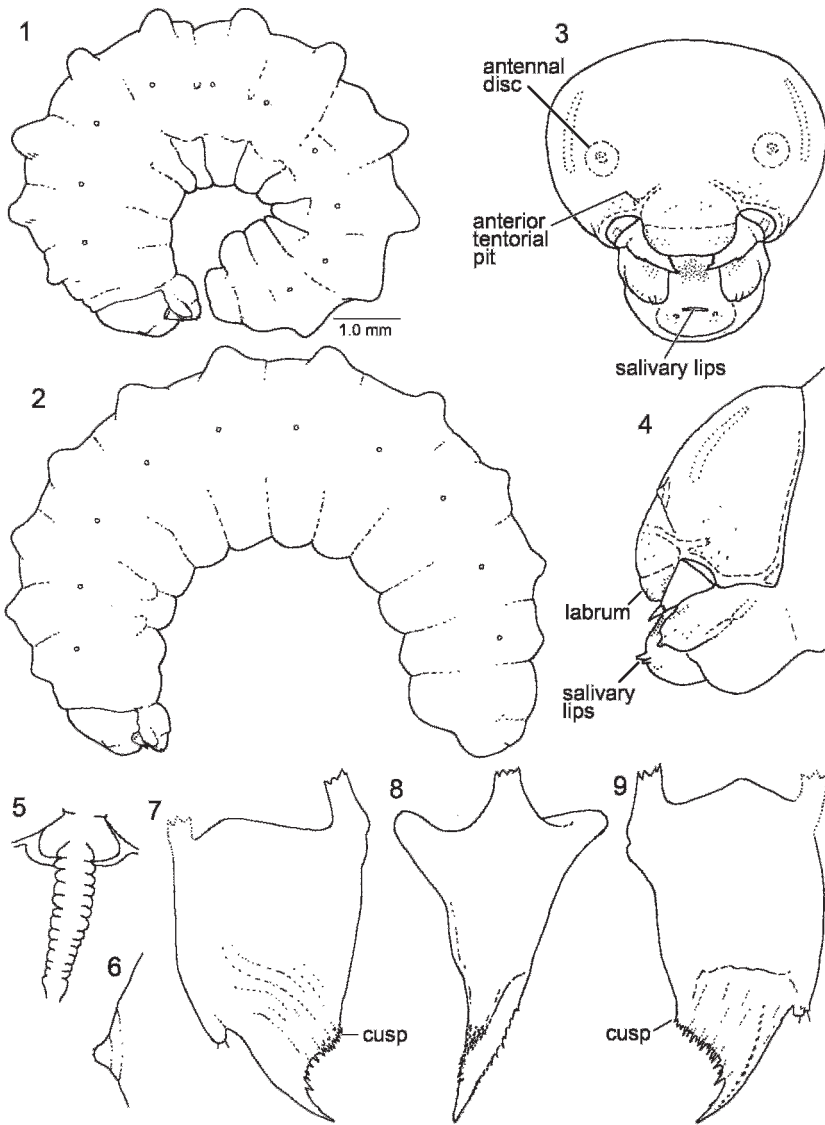 1
3
antennal
disc
anterior
tentorial
pit
1.0 mm
salivary lips
2
4
labrum
salivary
lips
5
7
8
9
6
cusp
cusp